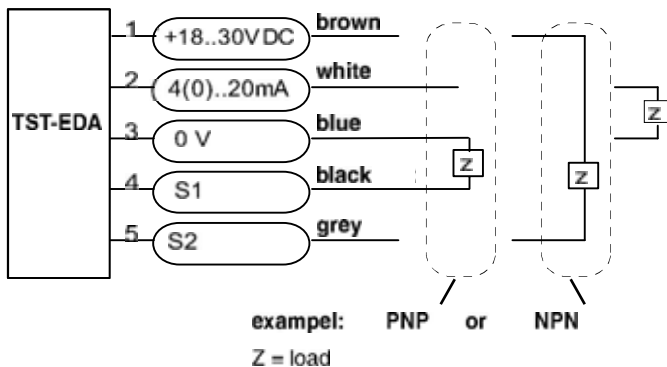 1 +18..30VDC brown
2 4(0)..20mA white
TST-EDA
3 0 V blue
Z
Z
4 S1 black
Z
5 S2 grey
exampel: PNP or NPN
Z = load